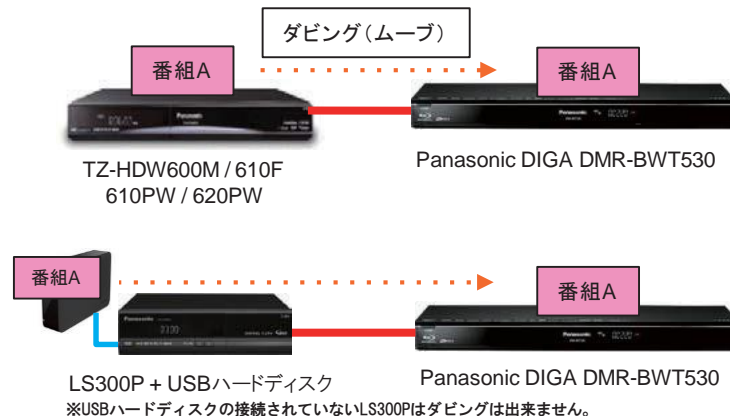 ダビング（ムーブ）
番組A
番組A
Panasonic
Panasonic
TZ-HDW600M / 610F
610PW / 620PW
Panasonic DIGA DMR-BWT530
番組A
番組A
Panasonic
Panasonic
LS300P + USBハードディスク
Panasonic DIGA DMR-BWT530
※USBハードディスクの接続されていないLS300Pはダビングは出来ません。